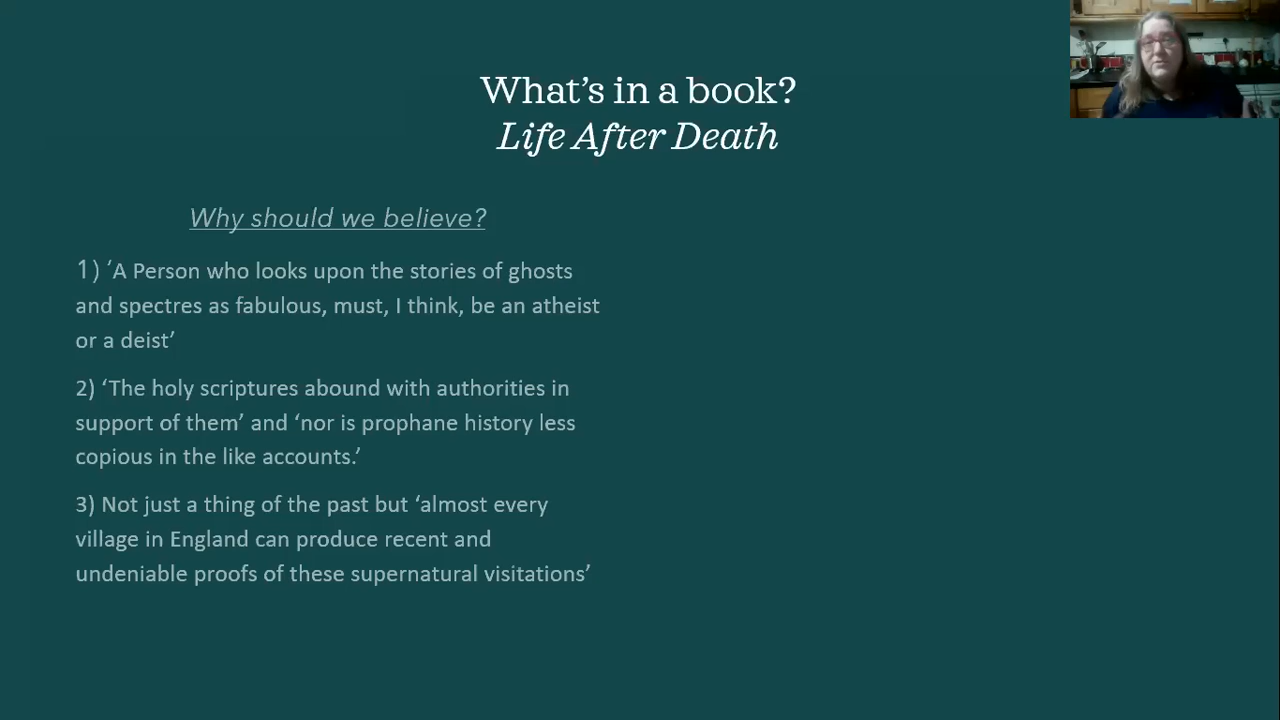 What’s in a book?
Life After Death
Why should we believe?
1) ‘A Person who looks upon the stories of ghosts
and spectres as fabulous, must, I think, be an atheist
or a deist’
2) ‘The holy scriptures abound with authorities in
support of them’ and ‘nor is prophane history less
copious in the like accounts.’
3) Not just a thing of the past but ‘almost every
village in England can produce recent and
undeniable proofs of these supernatural visitations’